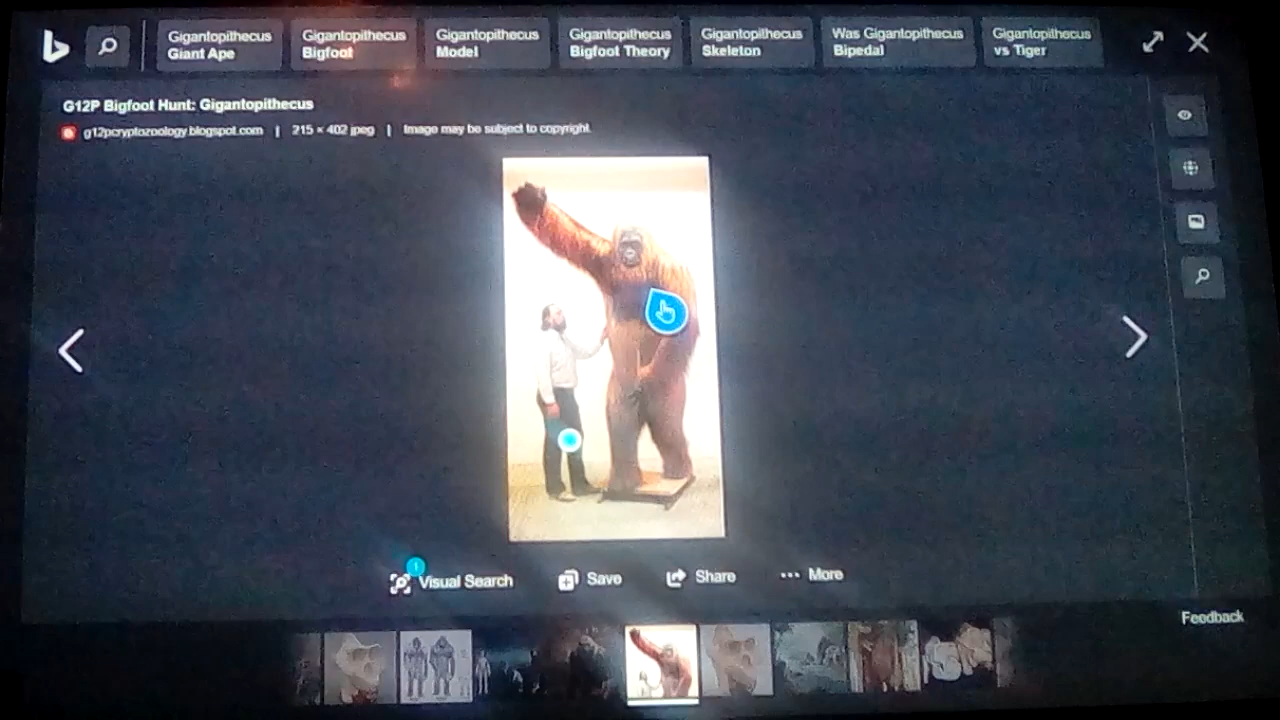 Gigantopithecus
Giant Ape
Gigantopithecus
Bigfoot
Gigantopithecus
Model
Gigantopithecus
Bigfoot Theory
Gigantopithecus
Skeleton
Was Gigantopithecus
Bipedal
Gigantopithecus
vs Tiger
G12P Bigfoot Hunt: Gigantopithecus
g12pcryptozoology.blogspot.com | 215 × 402 jpeg | Image may be subject to copyright.
1
Visual Search
Save
Share
More
Feedback